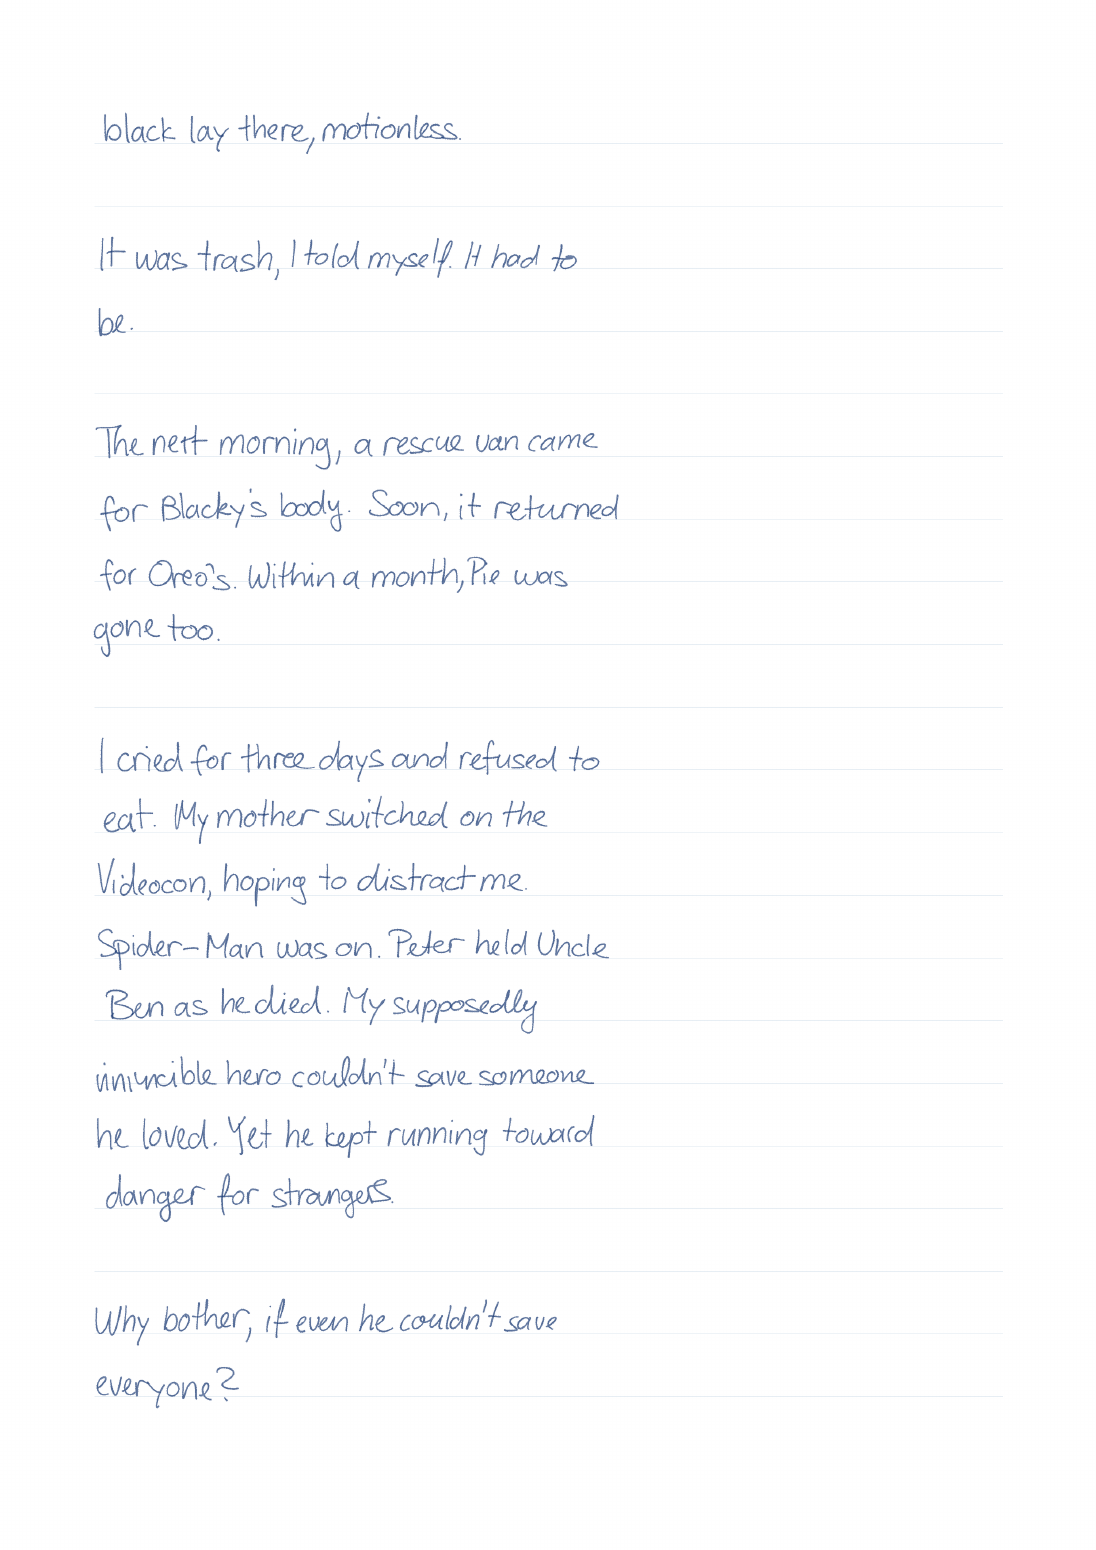 black lay there, motionless.
It was trash, I told myself. It had to
be.
The next morning, a rescue van came
for Blacky's body. Soon, it returned
for Oreo's. Within a month, Pie was
gone too.
I cried for three days and refused to
eat. My mother switched on the
Videocon, hoping to distract me.
Spider-Man was on. Peter held Uncle
Ben as he died. My supposedly
invincible hero couldn't save someone
he loved. Yet he kept running toward
danger for strangers.
Why bother, if even he couldn't save
everyone?